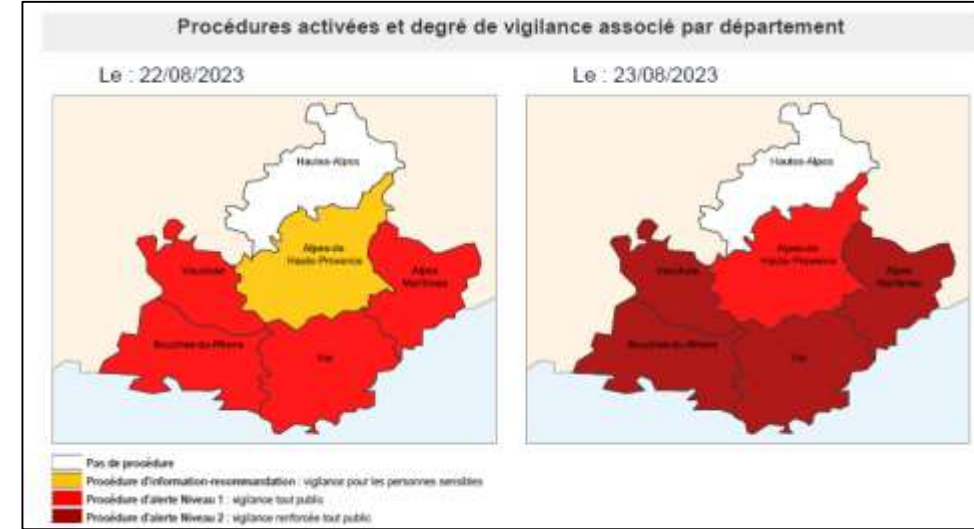 Procédures activées et degré de vigilance associé par département
Le : 22/08/2023
Le : 23/08/2023
Hautes-Alpes
Alpes-de
Haute-Provence
Vaucluse
Alpes
Maritimes
Bouches-du-Rhône
Var
Hautes-Alpes
Alpes-de
Haute-Provence
Vaucluse
Alpes
Maritimes
Bouches-du-Rhône
Var
Pas de procédure
Procédure d'information-recommandation : vigilance pour les personnes sensibles
Procédure d'alerte Niveau 1 : vigilance tout public
Procédure d'alerte Niveau 2 : vigilance renforcée tout public